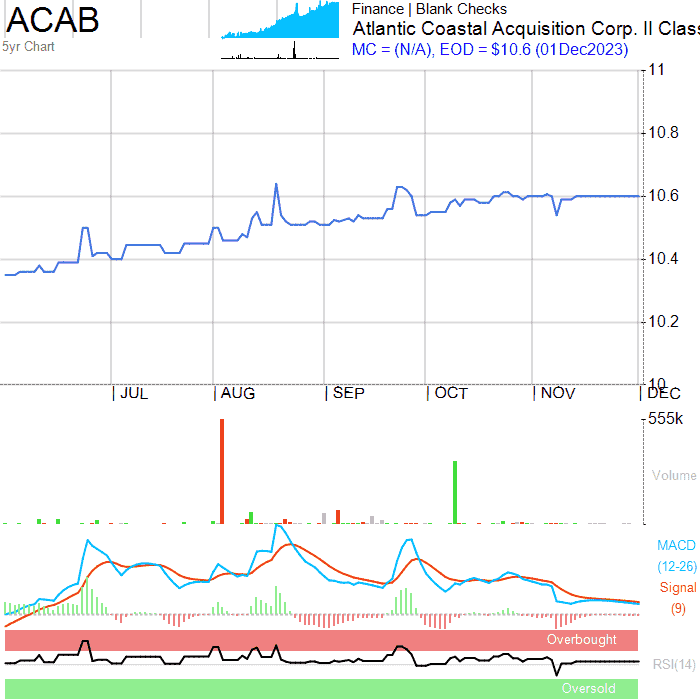 ACAB
5yr Chart
Finance | Blank Checks
Atlantic Coastal Acquisition Corp. II Clas
MC = (N/A), EOD = $10.6 (01Dec2023)
11
10.8
10.6
10.4
10.2
10
JUL
AUG
SEP
OCT
NOV
DEC
555k
Volume
MACD
(12-26)
Signal
(9)
Overbought
RSI(14)
Oversold